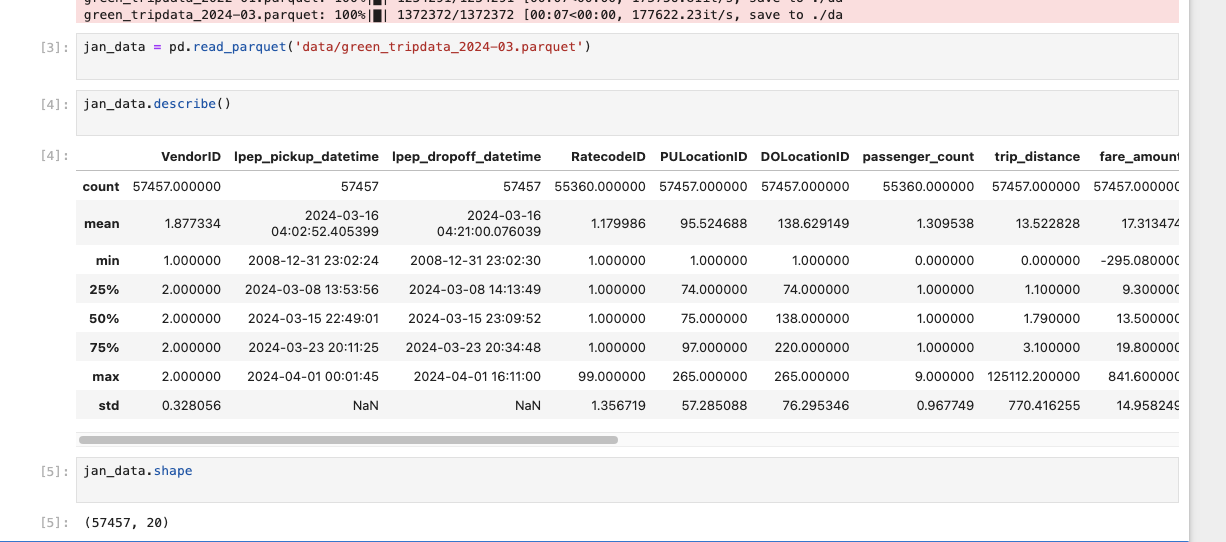 green_tripdata_2024-03.parquet: 100%|█| 1372372/1372372 [00:07<00:00, 177622.23it/s, save to ./da
[3]: jan_data = pd.read_parquet('data/green_tripdata_2024-03.parquet')
[4]: jan_data.describe()
[4]: VendorID lpep_pickup_datetime lpep_dropoff_datetime RatecodeID PULocationID DOLocationID passenger_count trip_distance fare_amount
count 57457.000000 57457 57457 55360.000000 57457.000000 57457.000000 55360.000000 57457.000000 57457.000000
mean 1.877334 2024-03-16 04:02:52.405399 2024-03-16 04:21:00.076039 1.179986 95.524688 138.629149 1.309538 13.522828 17.313474
min 1.000000 2008-12-31 23:02:24 2008-12-31 23:02:30 1.000000 1.000000 1.000000 0.000000 0.000000 -295.080000
25% 2.000000 2024-03-08 13:53:56 2024-03-08 14:13:49 1.000000 74.000000 74.000000 1.000000 1.100000 9.300000
50% 2.000000 2024-03-15 22:49:01 2024-03-15 23:09:52 1.000000 75.000000 138.000000 1.000000 1.790000 13.500000
75% 2.000000 2024-03-23 20:11:25 2024-03-23 20:34:48 1.000000 97.000000 220.000000 1.000000 3.100000 19.800000
max 2.000000 2024-04-01 00:01:45 2024-04-01 16:11:00 99.000000 265.000000 265.000000 9.000000 125112.200000 841.600000
std 0.328056 NaN NaN 1.356719 57.285088 76.295346 0.967749 770.416255 14.958249
[5]: jan_data.shape
[5]: (57457, 20)